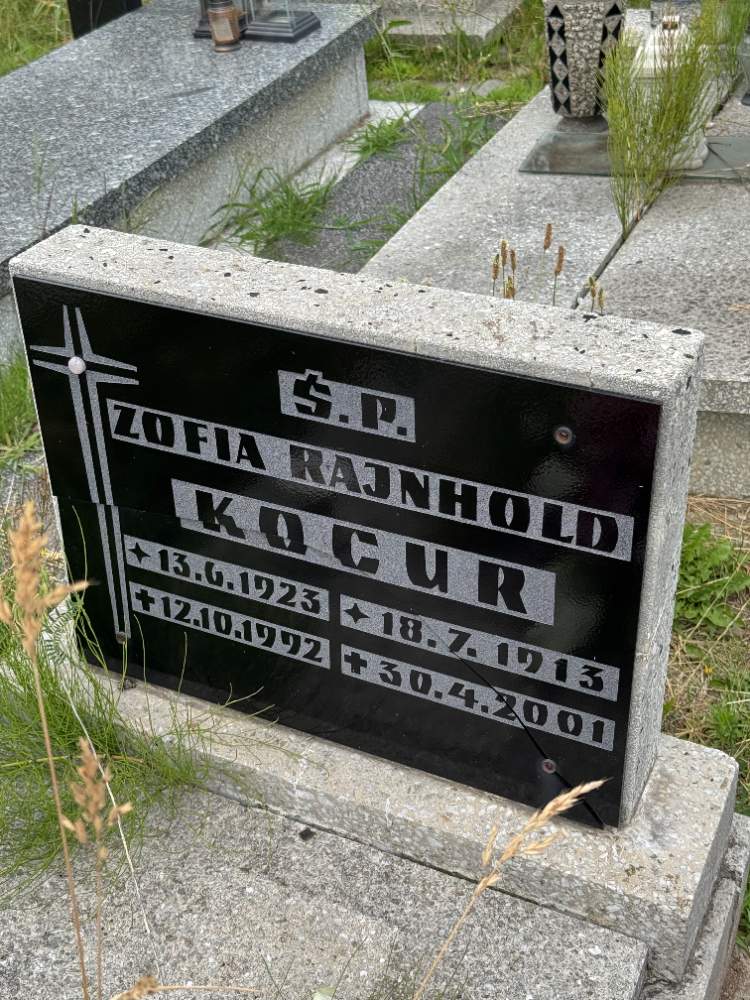 Ś.P.
ZOFIA RAJNHOLD
KOCUR
✦ 13.6.1923 ✦ 18.7.1913
✝ 12.10.1992 ✝ 30.4.2001